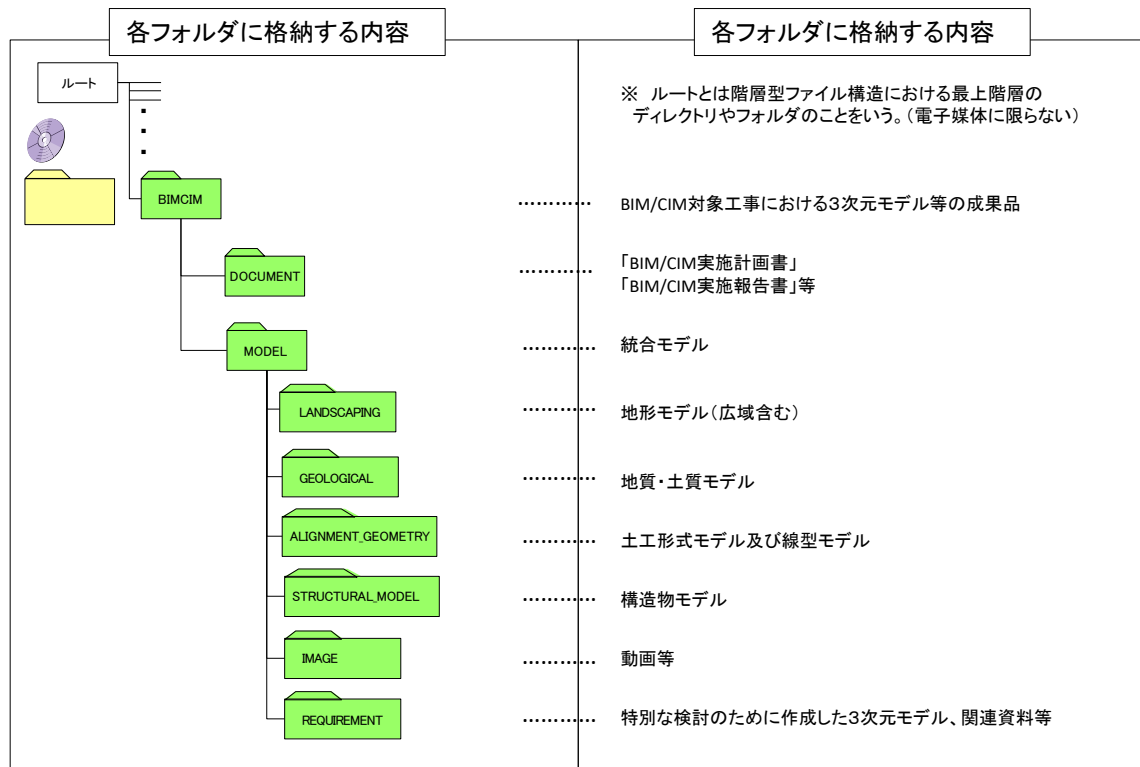 各フォルダに格納する内容
各フォルダに格納する内容
ルート
※ ルートとは階層型ファイル構造における最上階層の
ディレクトリやフォルダのことをいう。(電子媒体に限らない)
BIMCIM ………… BIM/CIM対象工事における3次元モデル等の成果品
DOCUMENT ………… 「BIM/CIM実施計画書」
「BIM/CIM実施報告書」等
MODEL ………… 統合モデル
LANDSCAPING ………… 地形モデル(広域含む)
GEOLOGICAL ………… 地質・土質モデル
ALIGNMENT_GEOMETRY ………… 土工形式モデル及び線型モデル
STRUCTURAL_MODEL ………… 構造物モデル
IMAGE ………… 動画等
REQUIREMENT ………… 特別な検討のために作成した3次元モデル、関連資料等